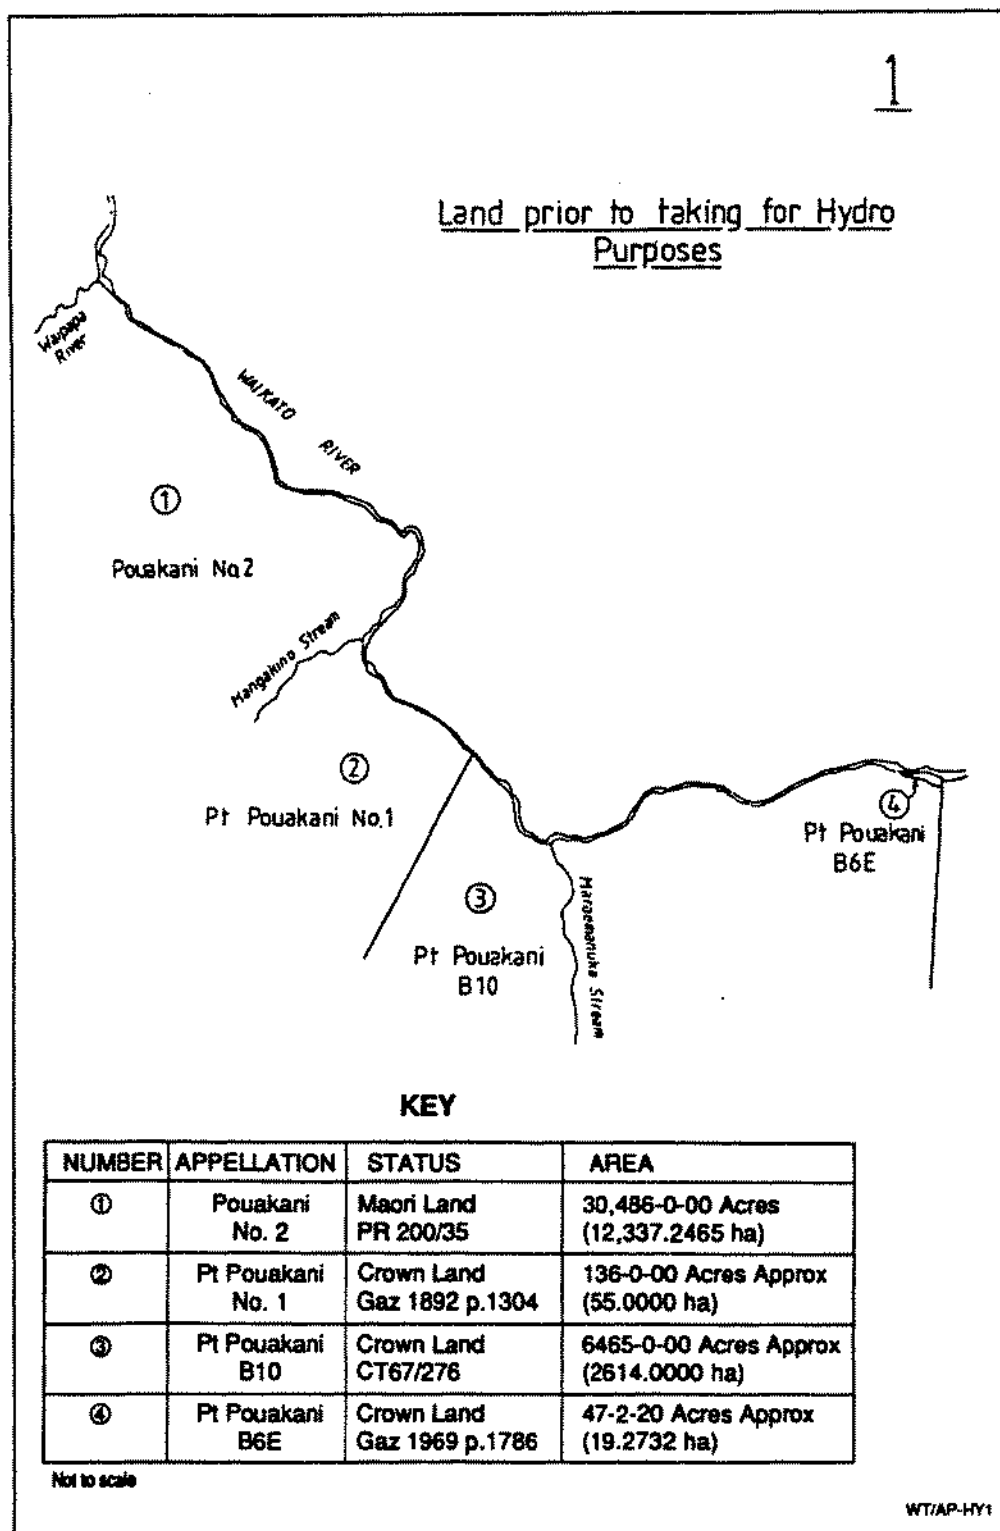 1
Land prior to taking for Hydro
Purposes
Waipapa
River
WAIKATO
RIVER
①
Pouakani No.2
Mangakino Stream
②
Pt Pouakani No.1
④
Pt Pouakani
B6E
③
Pt Pouakani
B10
Maraemanuka Stream
KEY
NUMBER APPELLATION STATUS AREA
① Pouakani Maori Land 30,486-0-00 Acres
No. 2 PR 200/35 (12,337.2465 ha)
② Pt Pouakani Crown Land 136-0-00 Acres Approx
No. 1 Gaz 1892 p.1304 (55.0000 ha)
③ Pt Pouakani Crown Land 6465-0-00 Acres Approx
B10 CT67/276 (2614.0000 ha)
④ Pt Pouakani Crown Land 47-2-20 Acres Approx
B6E Gaz 1969 p.1786 (19.2732 ha)
Not to scale
WT/AP-HY1